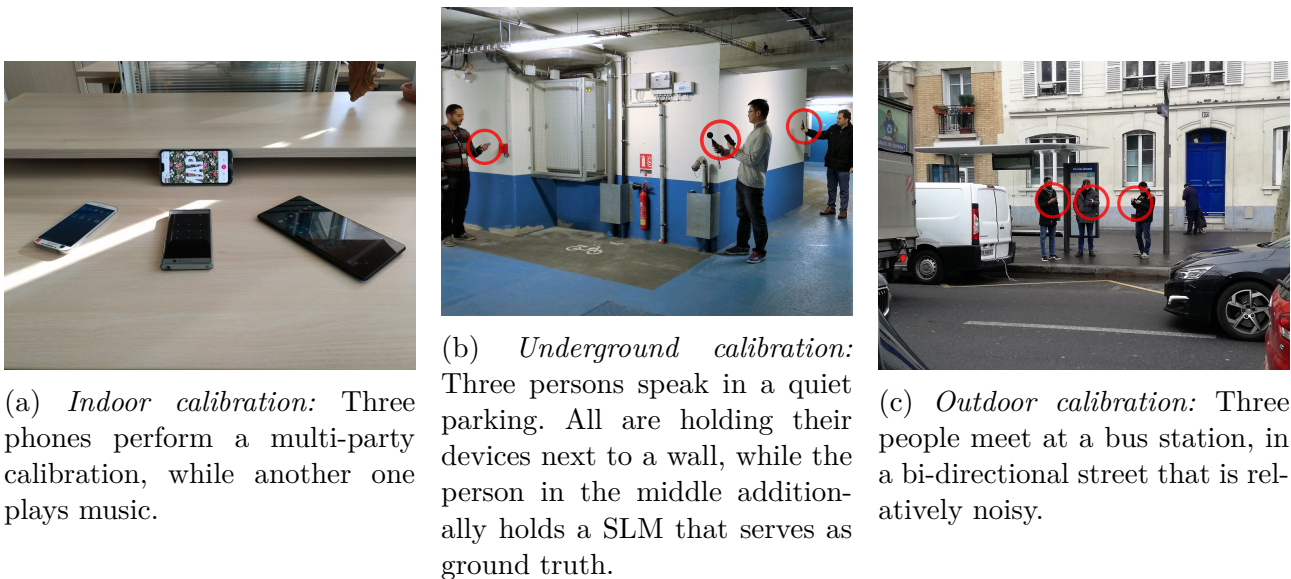 MAPS
(a) Indoor calibration: Three
phones perform a multi-party
calibration, while another one
plays music.
(b) Underground calibration:
Three persons speak in a quiet
parking. All are holding their
devices next to a wall, while the
person in the middle addition-
ally holds a SLM that serves as
ground truth.
(c) Outdoor calibration: Three
people meet at a bus station, in
a bi-directional street that is rel-
atively noisy.